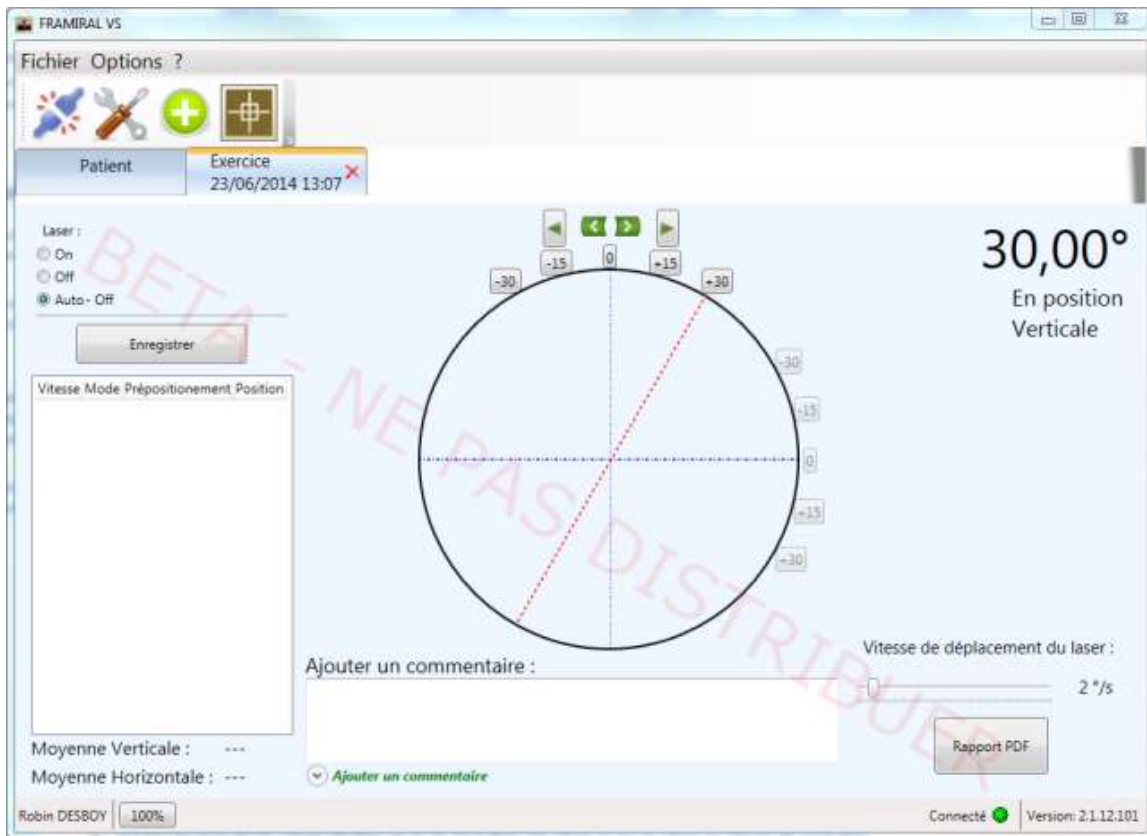 FRAMIRAL VS
Fichier Options ?
Patient
Exercice
23/06/2014 13:07
Laser :
On
Off
Auto - Off
Enregistrer
Vitesse Mode Prépositionement Position
-30
-15
0
+15
+30
-30
-15
0
+15
+30
30,00°
En position
Verticale
BETA - NE PAS DISTRIBUER
Ajouter un commentaire :
Ajouter un commentaire
Vitesse de déplacement du laser :
2 °/s
Rapport PDF
Moyenne Verticale : ---
Moyenne Horizontale : ---
Robin DESBOY 100% Connecté Version: 2.1.12.101